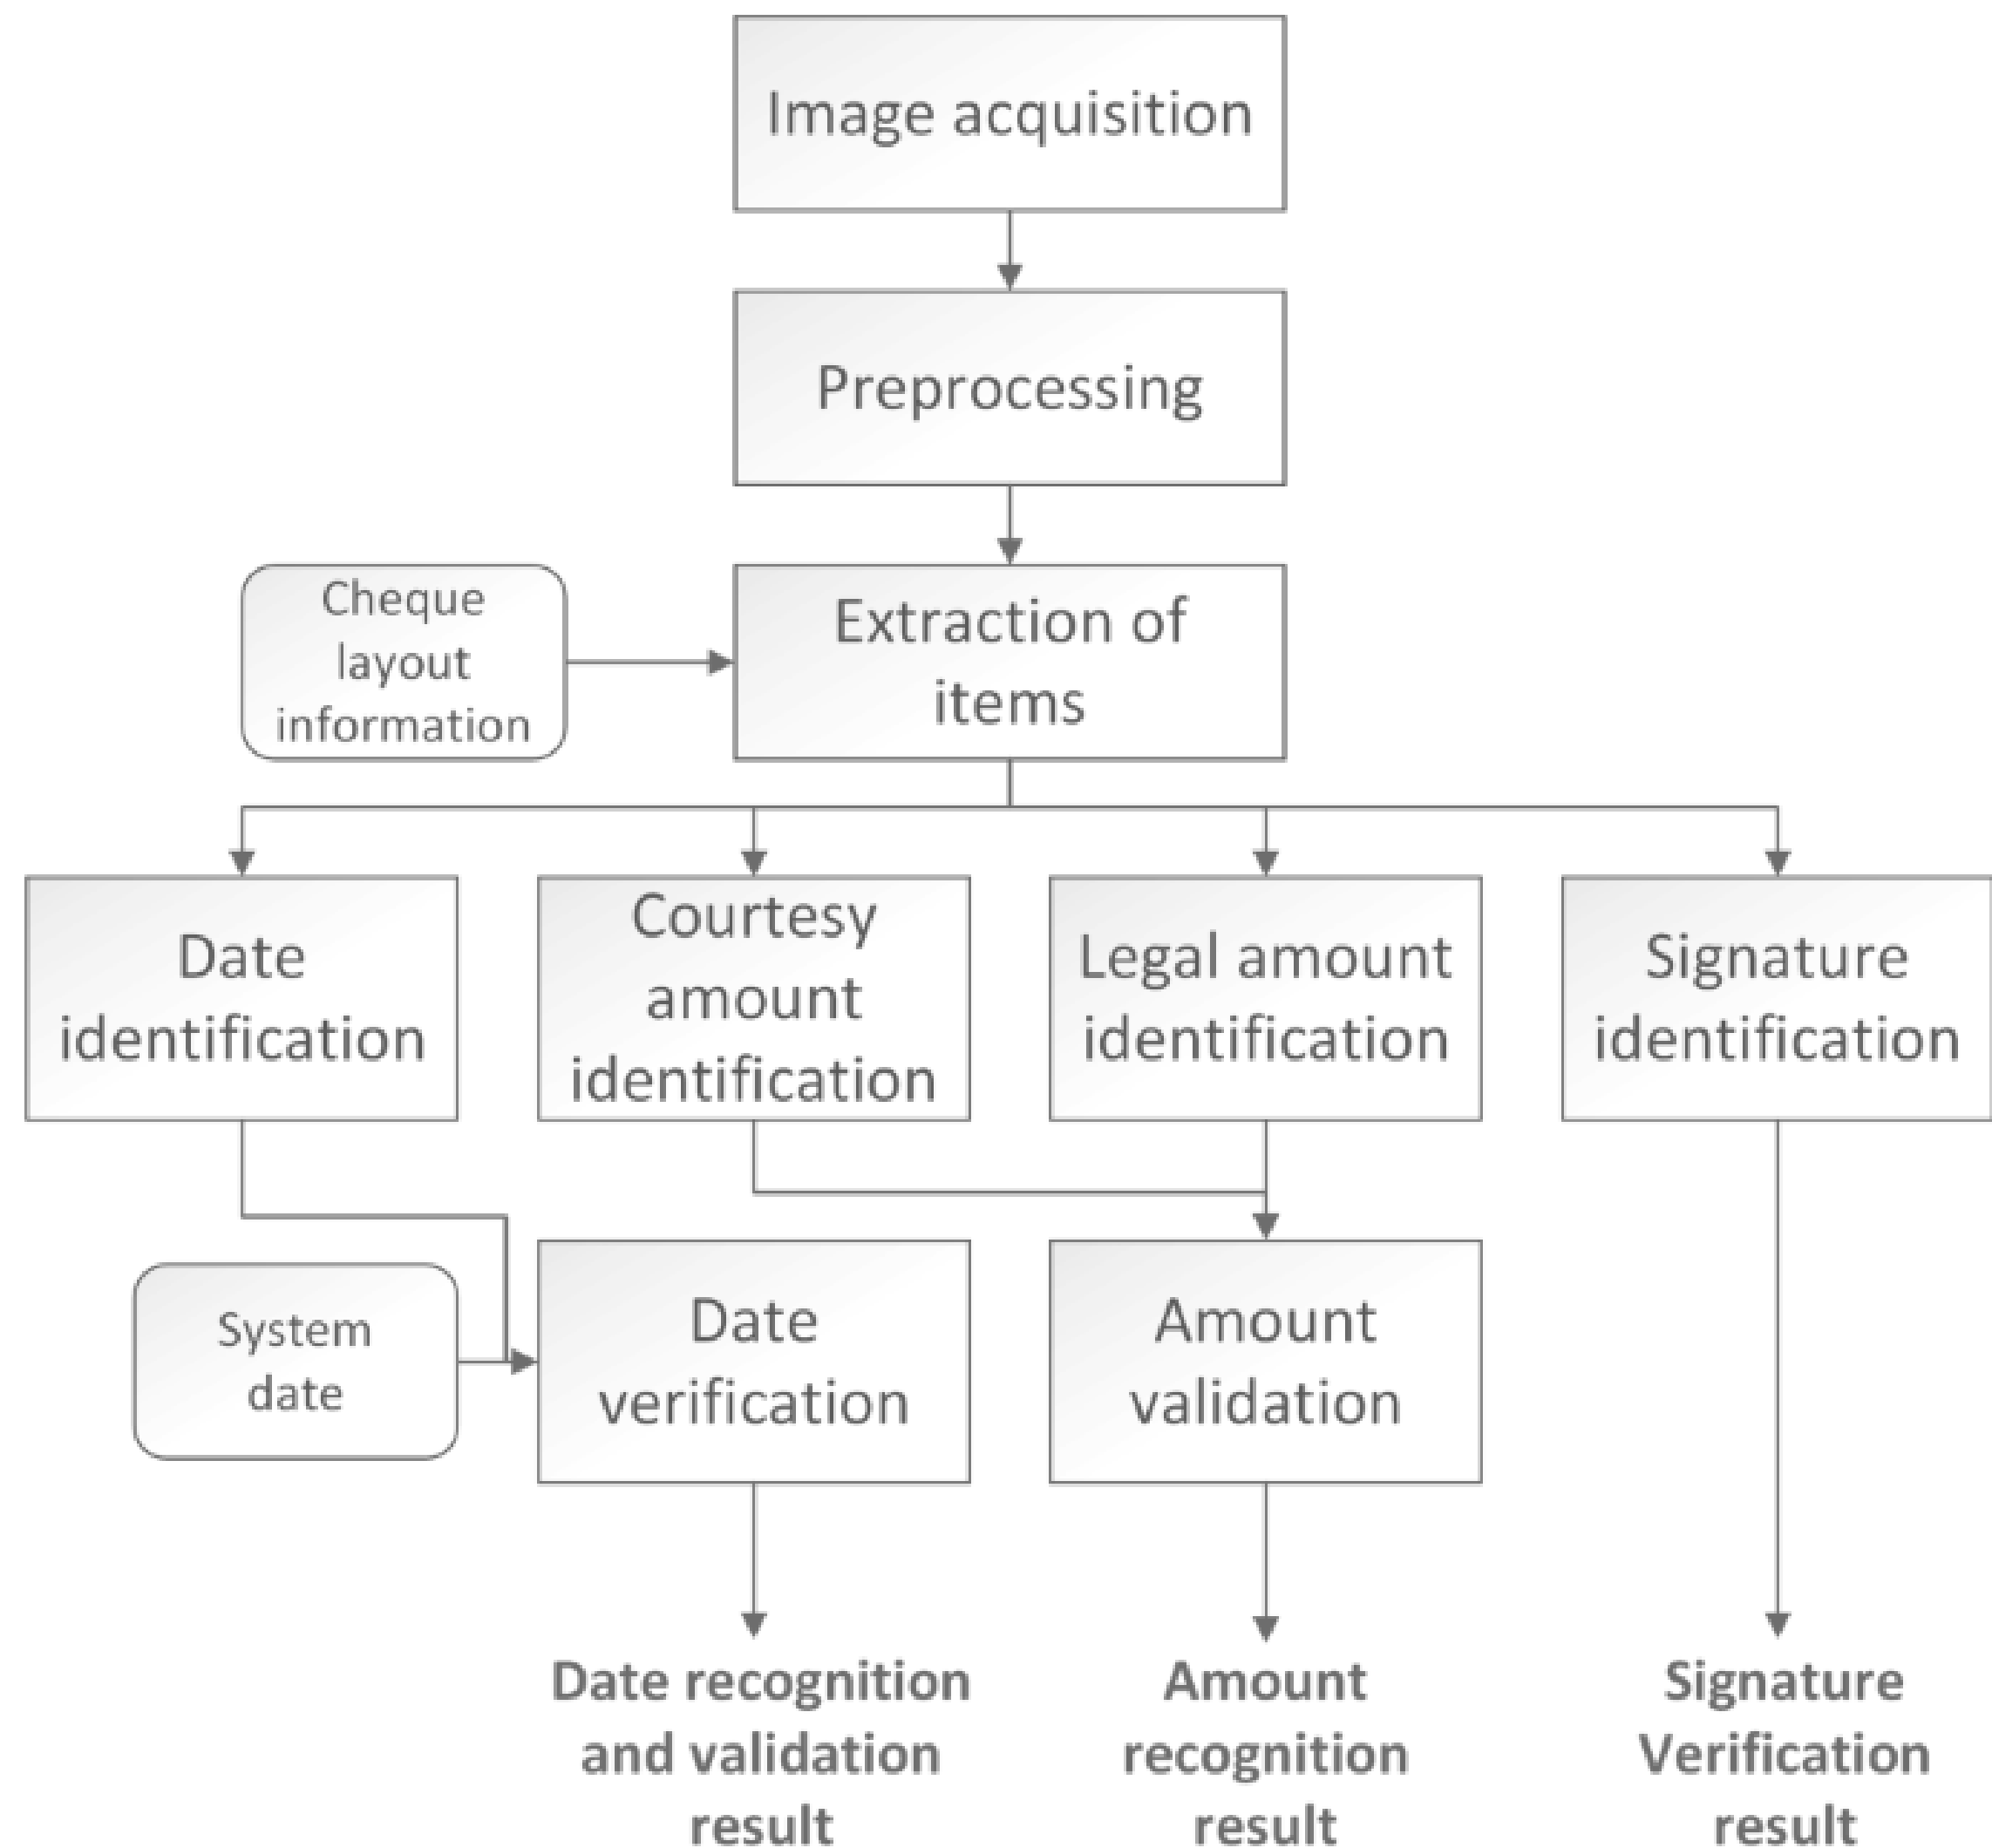 Image acquisition
Preprocessing
Cheque
layout
information
Extraction of
items
Date
identification
Courtesy
amount
identification
Legal amount
identification
Signature
identification
System
date
Date
verification
Amount
validation
Date recognition
and validation
result
Amount
recognition
result
Signature
Verification
result